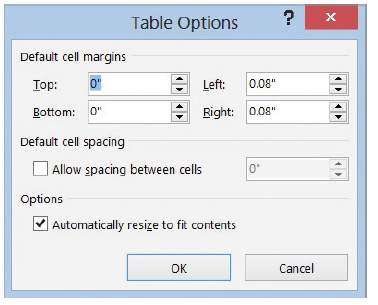 Table Options ? x
Default cell margins
Top: 0" Left: 0.08"
Bottom: 0" Right: 0.08"
Default cell spacing
Allow spacing between cells 0"
Options
Automatically resize to fit contents
OK Cancel